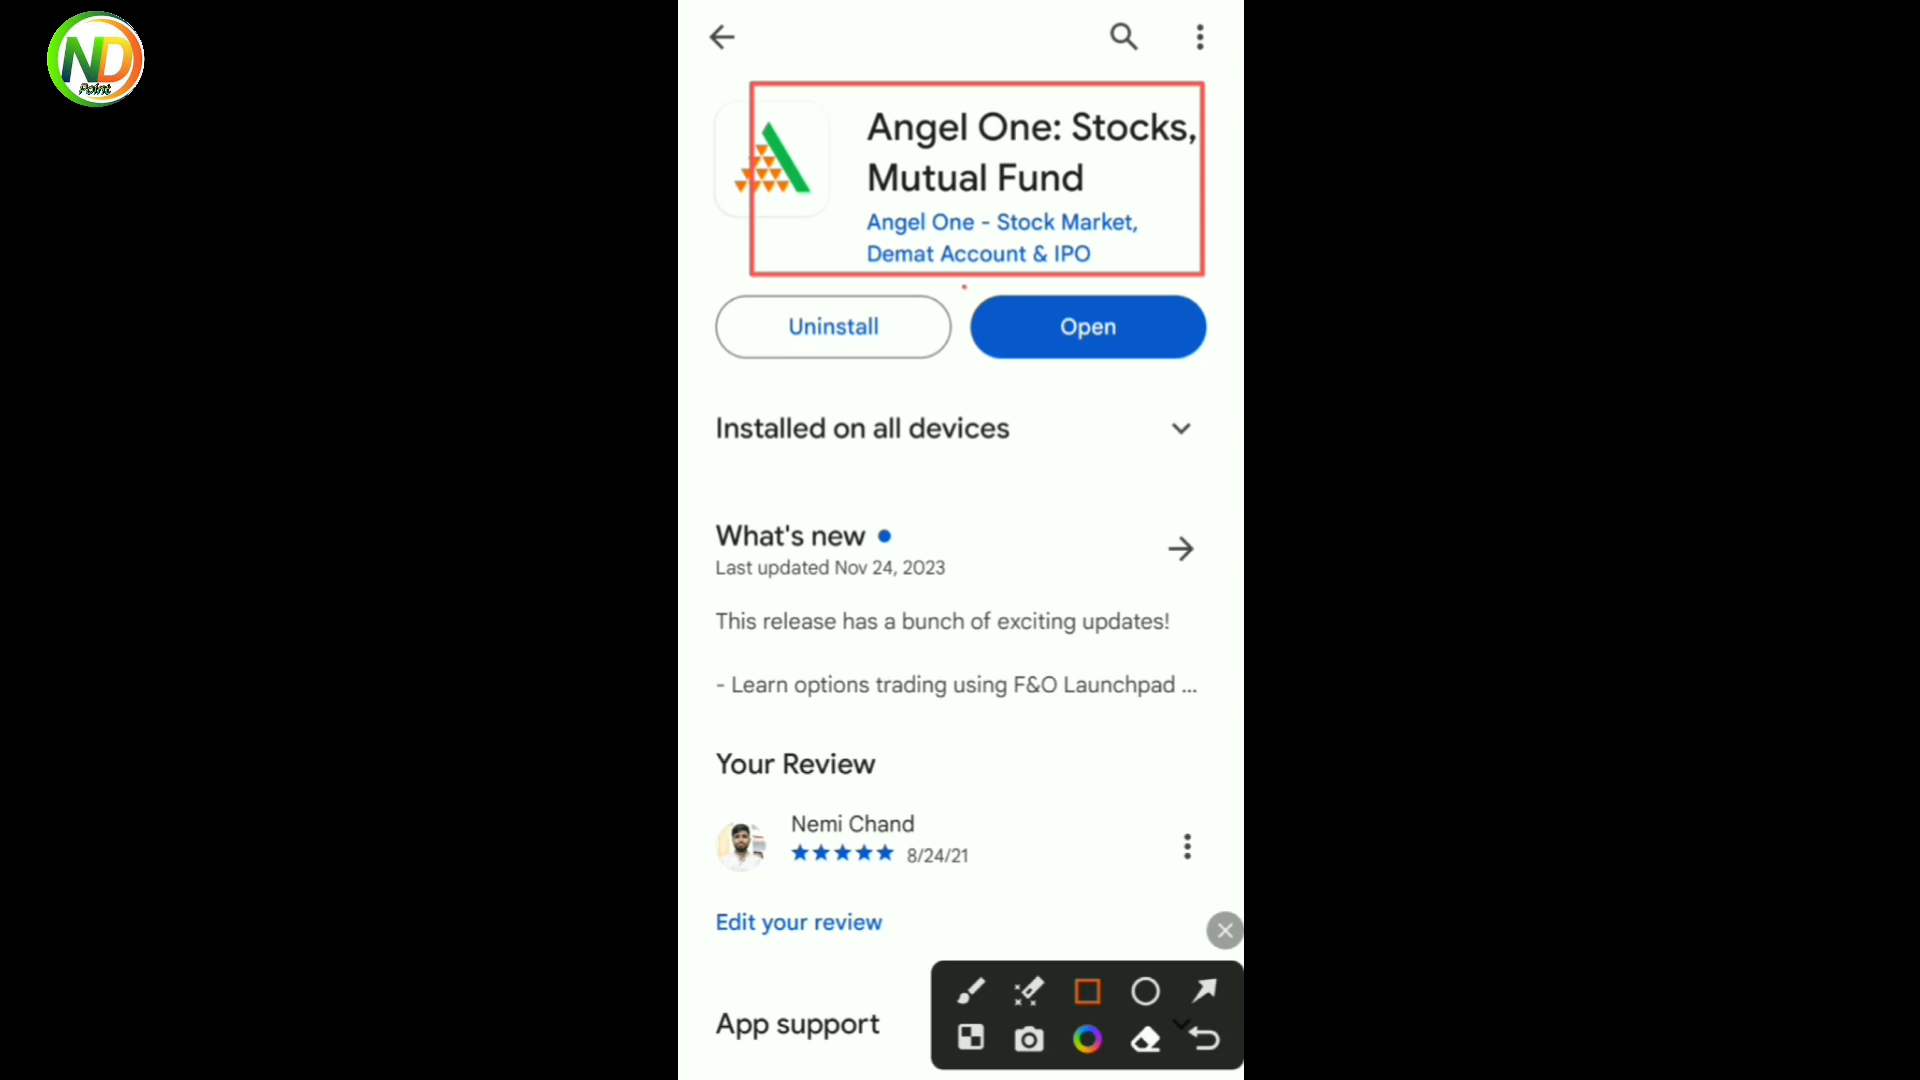 ND
Point
Angel One: Stocks,
Mutual Fund
Angel One - Stock Market,
Demat Account & IPO
Uninstall
Open
Installed on all devices
What's new
Last updated Nov 24, 2023
This release has a bunch of exciting updates!
- Learn options trading using F&O Launchpad ...
Your Review
Nemi Chand
8/24/21
Edit your review
App support